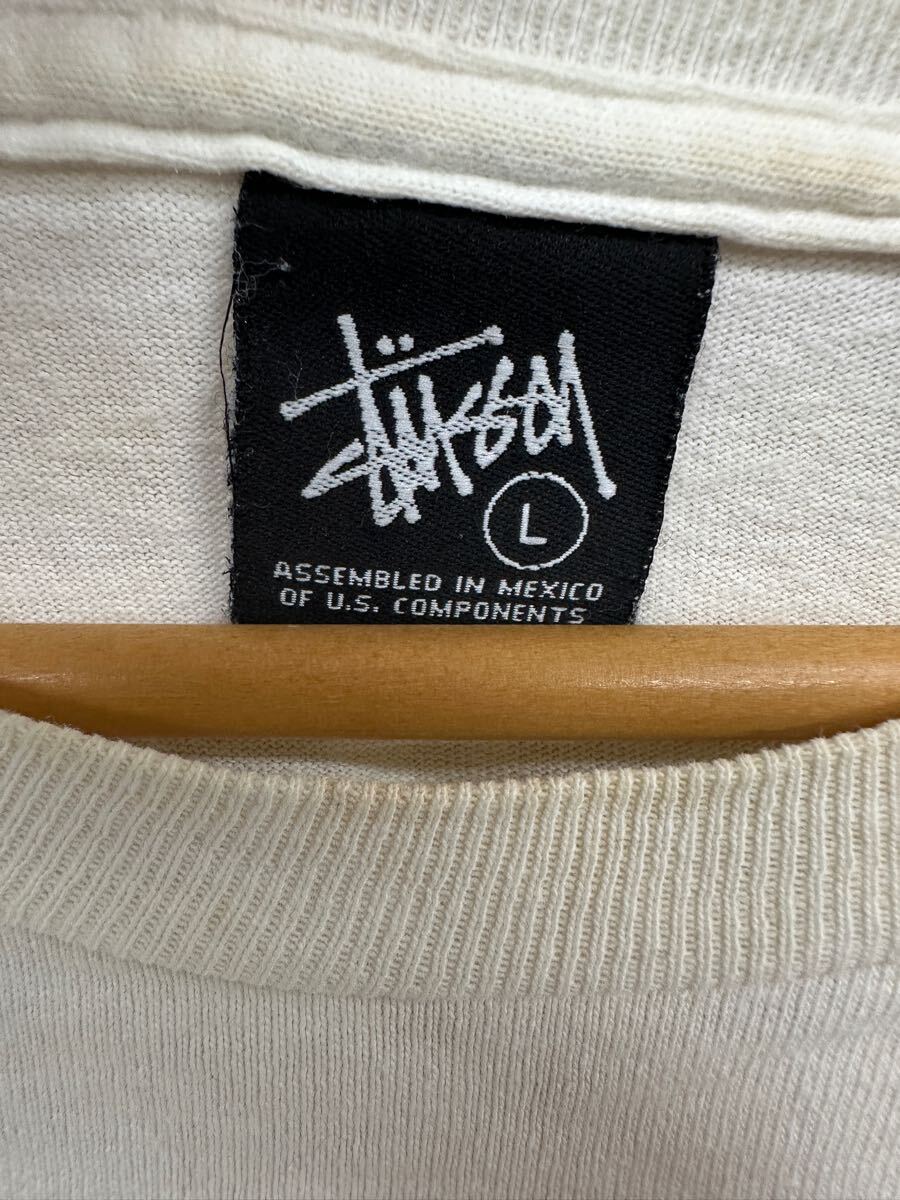 Stüssy
L
ASSEMBLED IN MEXICO
OF U.S. COMPONENTS